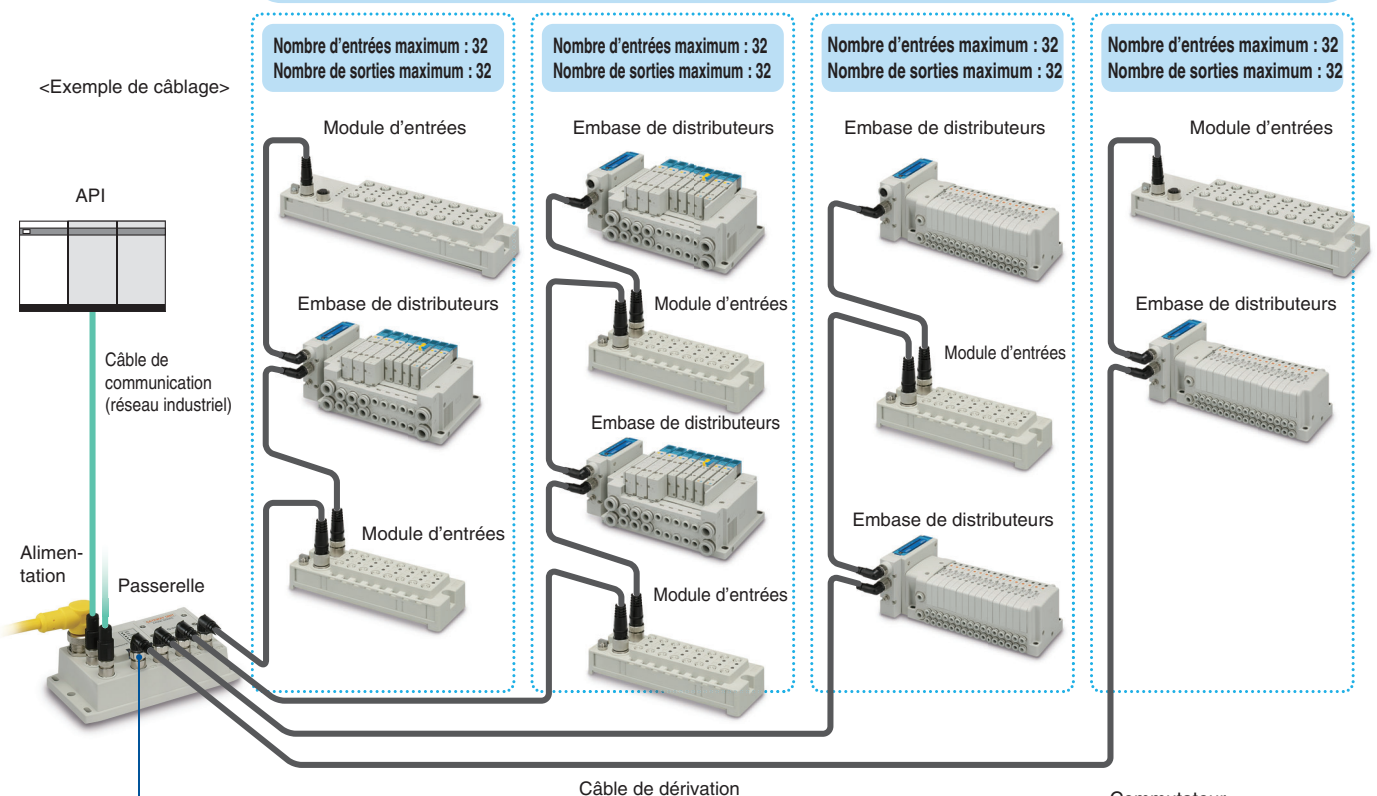 Nombre d'entrées maximum : 32
Nombre de sorties maximum : 32
Nombre d'entrées maximum : 32
Nombre de sorties maximum : 32
Nombre d'entrées maximum : 32
Nombre de sorties maximum : 32
Nombre d'entrées maximum : 32
Nombre de sorties maximum : 32
<Exemple de câblage>
Module d'entrées
Embase de distributeurs
Embase de distributeurs
Module d'entrées
API
Embase de distributeurs
Module d'entrées
Module d'entrées
Embase de distributeurs
Câble de
communication
(réseau industriel)
Embase de distributeurs
Module d'entrées
Embase de distributeurs
Module d'entrées
Alimen-
tation
Passerelle
Câble de dérivation
Commutateur